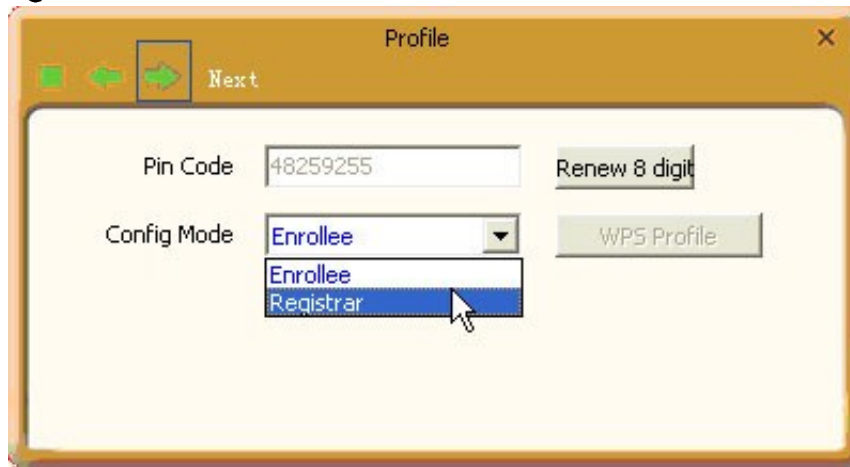 Profile
Next
Pin Code 48259255 Renew 8 digit
Config Mode Enrollee WPS Profile
Enrollee
Registrar